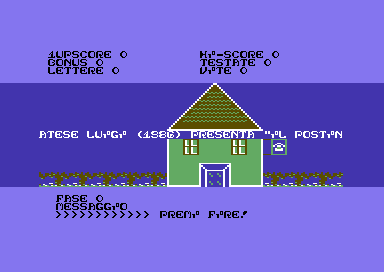 1UPSCORE 0 Hi-SCORE 0
BONUS 0 TESTATE 0
LETTERE 0 ViTE 0
ATESE LUiGi (1986) PRESENTA "iL POSTiN
FASE 0
MESSAGGiO
>>>>>>>>>>>> PREMi FiRE!